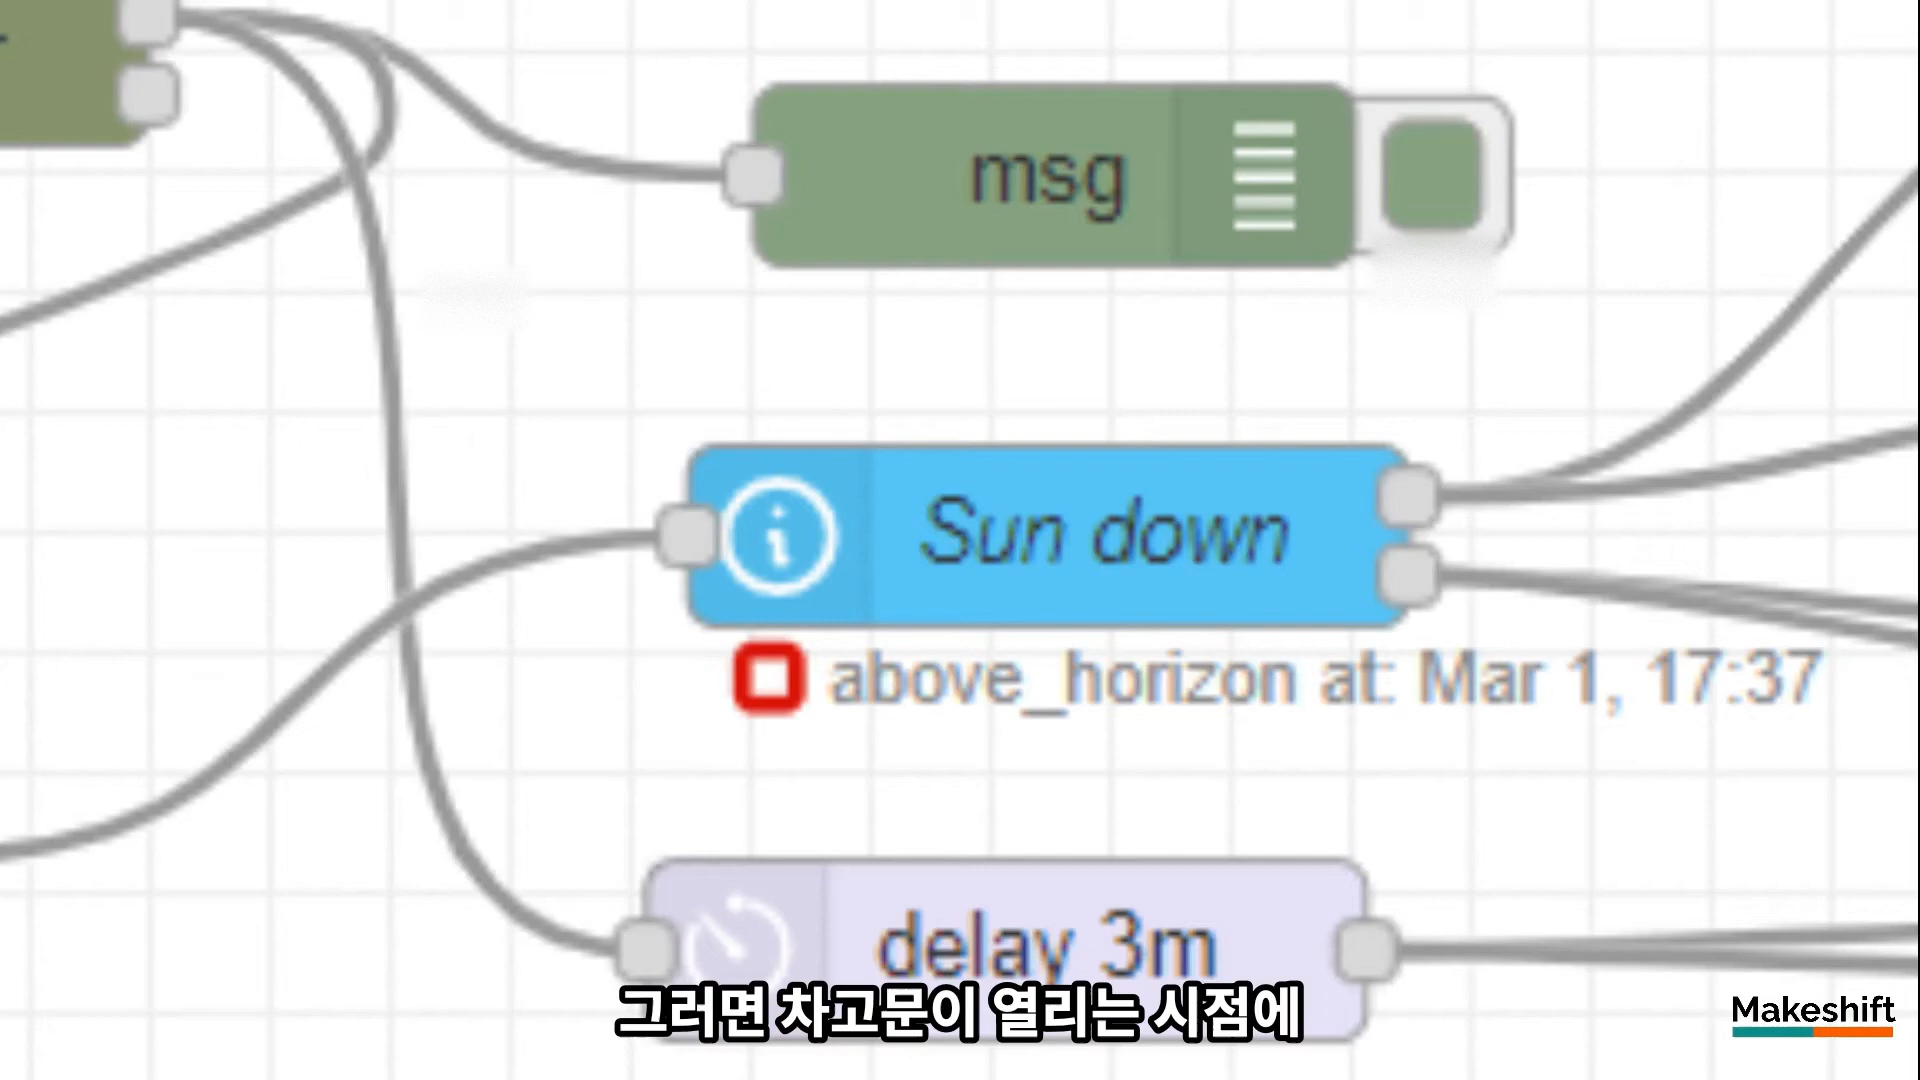 msg
Sun down
above_horizon at: Mar 1, 17:37
delay 3m
그러면 차고문이 열리는 시점에
Makeshift